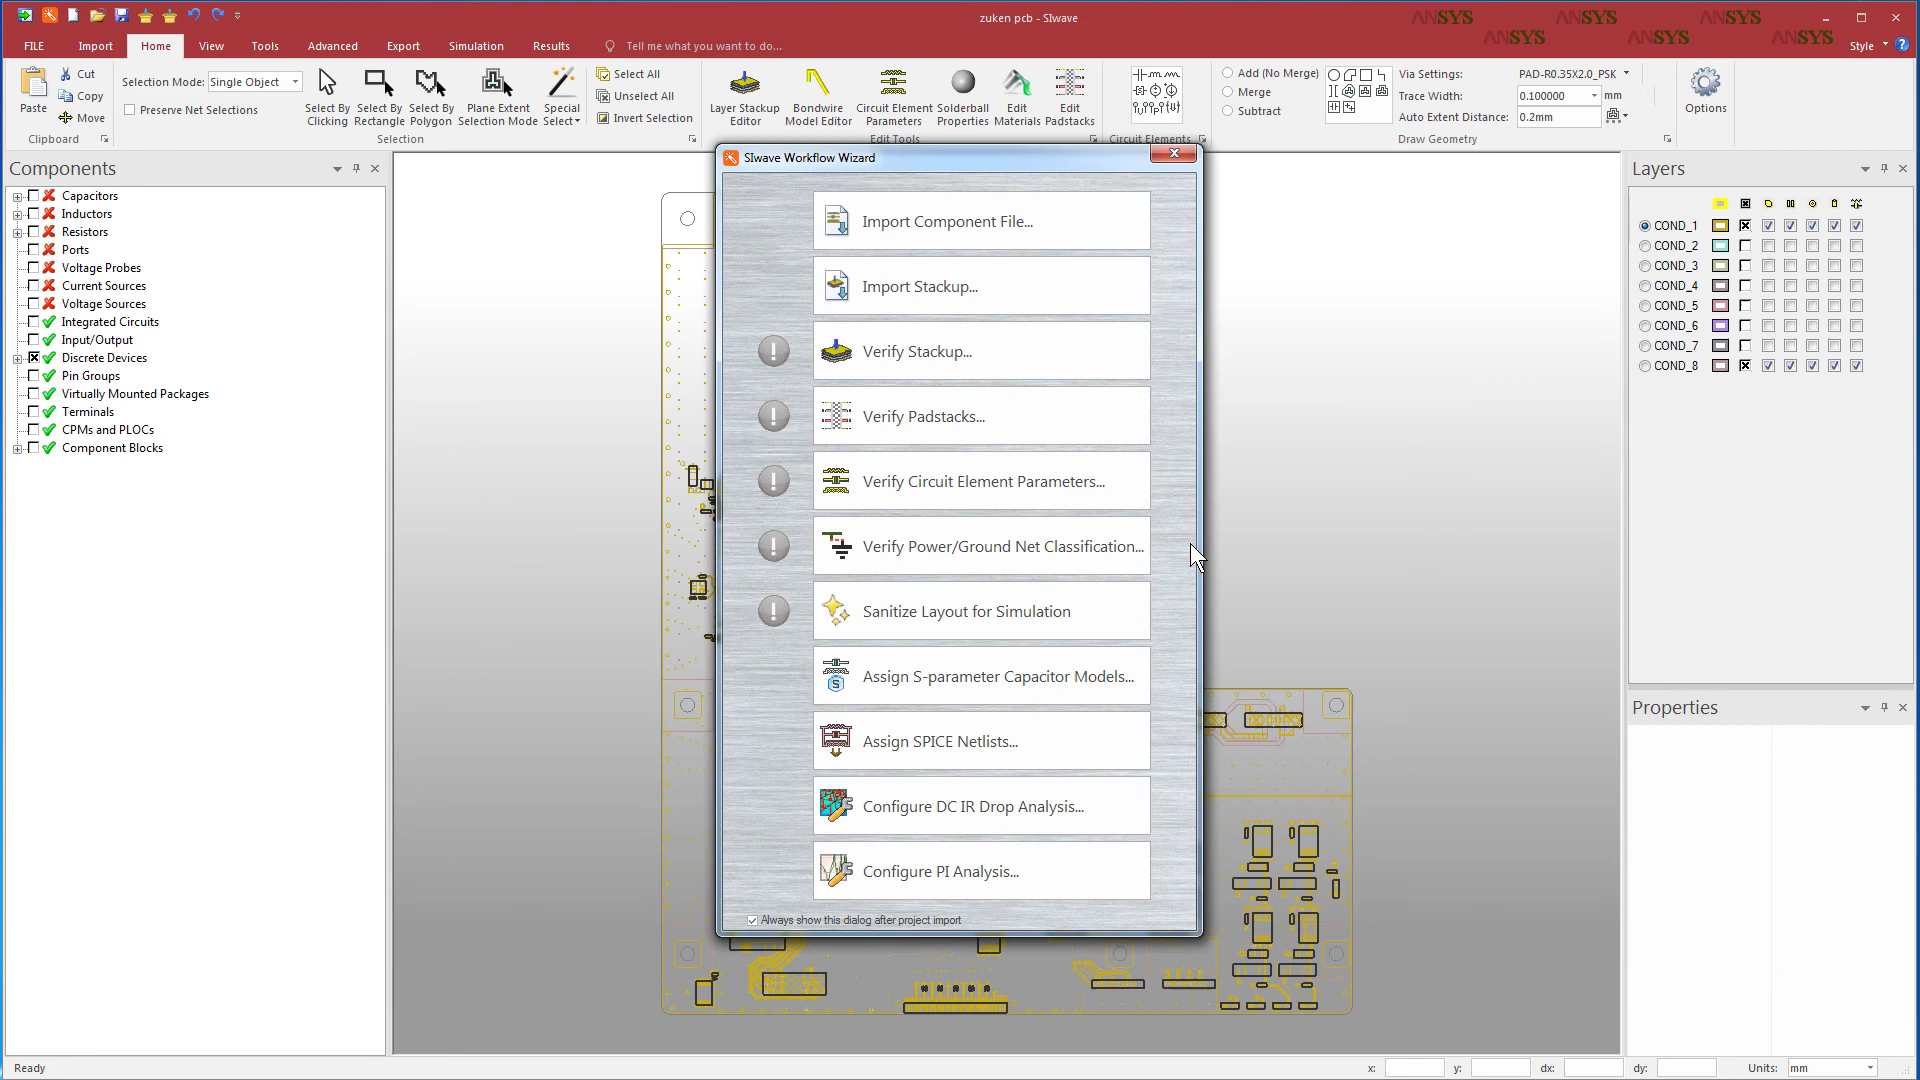 zuken pcb - SIwave
ANSYS ANSYS ANSYS
ANSYS ANSYS ANSYS
FILE Import Home View Tools Advanced Export Simulation Results Tell me what you want to do... Style
Paste
Cut
Copy
Move
Clipboard
Selection Mode: Single Object
Preserve Net Selections
Select By Clicking
Select By Rectangle
Select By Polygon
Plane Extent Selection Mode
Special Select
Select All
Unselect All
Invert Selection
Selection
Layer Stackup Editor
Bondwire Model Editor
Circuit Element Parameters
Solderball Properties
Edit Materials
Edit Padstacks
Edit Tools
Circuit Elements
Add (No Merge)
Merge
Subtract
Via Settings: PAD-R0.35X2.0_PSK
Trace Width: 0.100000 mm
Auto Extent Distance: 0.2mm
Draw Geometry
Options
Components
Capacitors
Inductors
Resistors
Ports
Voltage Probes
Current Sources
Voltage Sources
Integrated Circuits
Input/Output
Discrete Devices
Pin Groups
Virtually Mounted Packages
Terminals
CPMs and PLOCs
Component Blocks
SIwave Workflow Wizard
Import Component File...
Import Stackup...
Verify Stackup...
Verify Padstacks...
Verify Circuit Element Parameters...
Verify Power/Ground Net Classification...
Sanitize Layout for Simulation
Assign S-parameter Capacitor Models...
Assign SPICE Netlists...
Configure DC IR Drop Analysis...
Configure PI Analysis...
Always show this dialog after project import
Layers
COND_1
COND_2
COND_3
COND_4
COND_5
COND_6
COND_7
COND_8
Properties
Ready
x: y: dx: dy: Units: mm